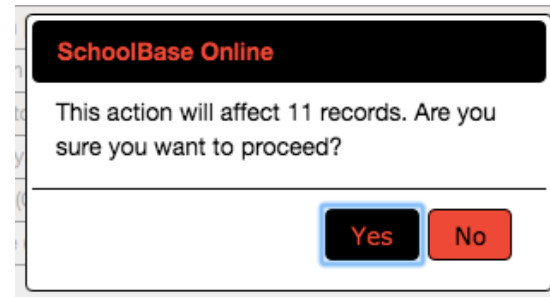 SchoolBase Online
This action will affect 11 records. Are you
sure you want to proceed?
Yes No